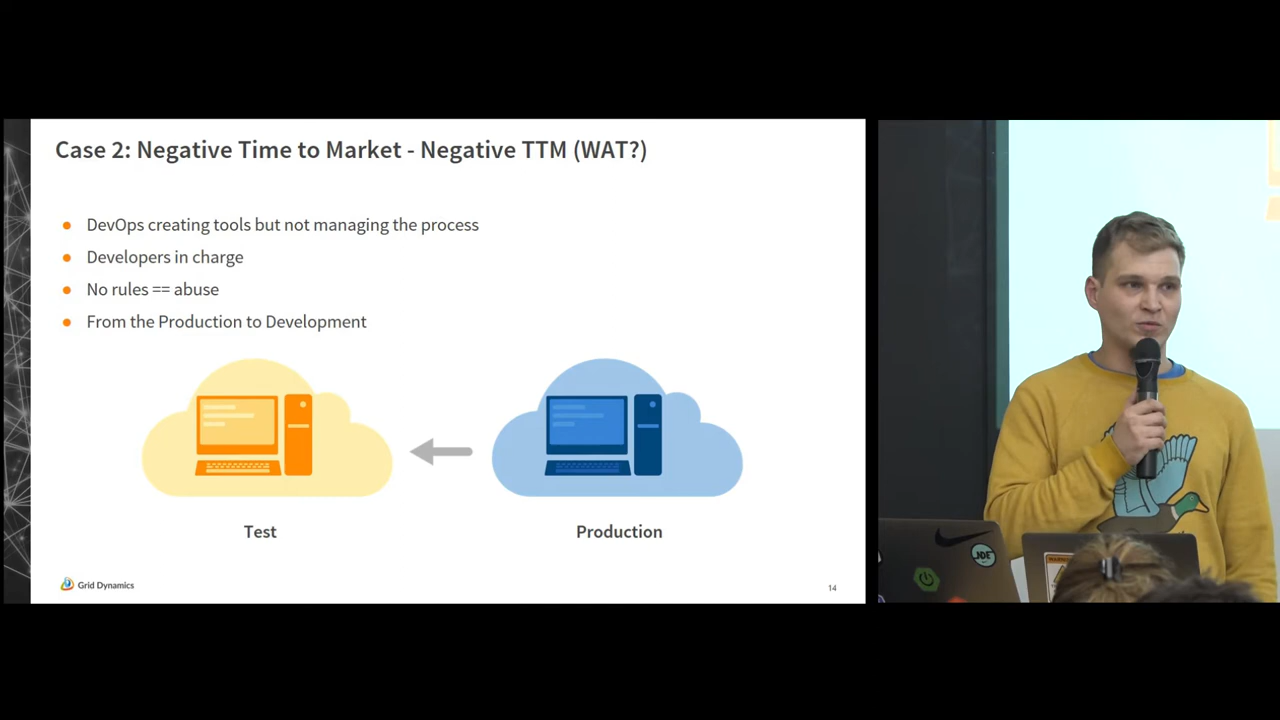 Case 2: Negative Time to Market - Negative TTM (WAT?)
DevOps creating tools but not managing the process
Developers in charge
No rules == abuse
From the Production to Development
Test
Production
Grid Dynamics
14
JDE